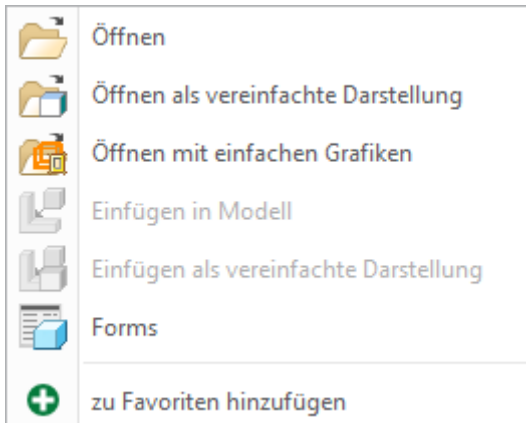 Öffnen
Öffnen als vereinfachte Darstellung
Öffnen mit einfachen Grafiken
Einfügen in Modell
Einfügen als vereinfachte Darstellung
Forms
zu Favoriten hinzufügen